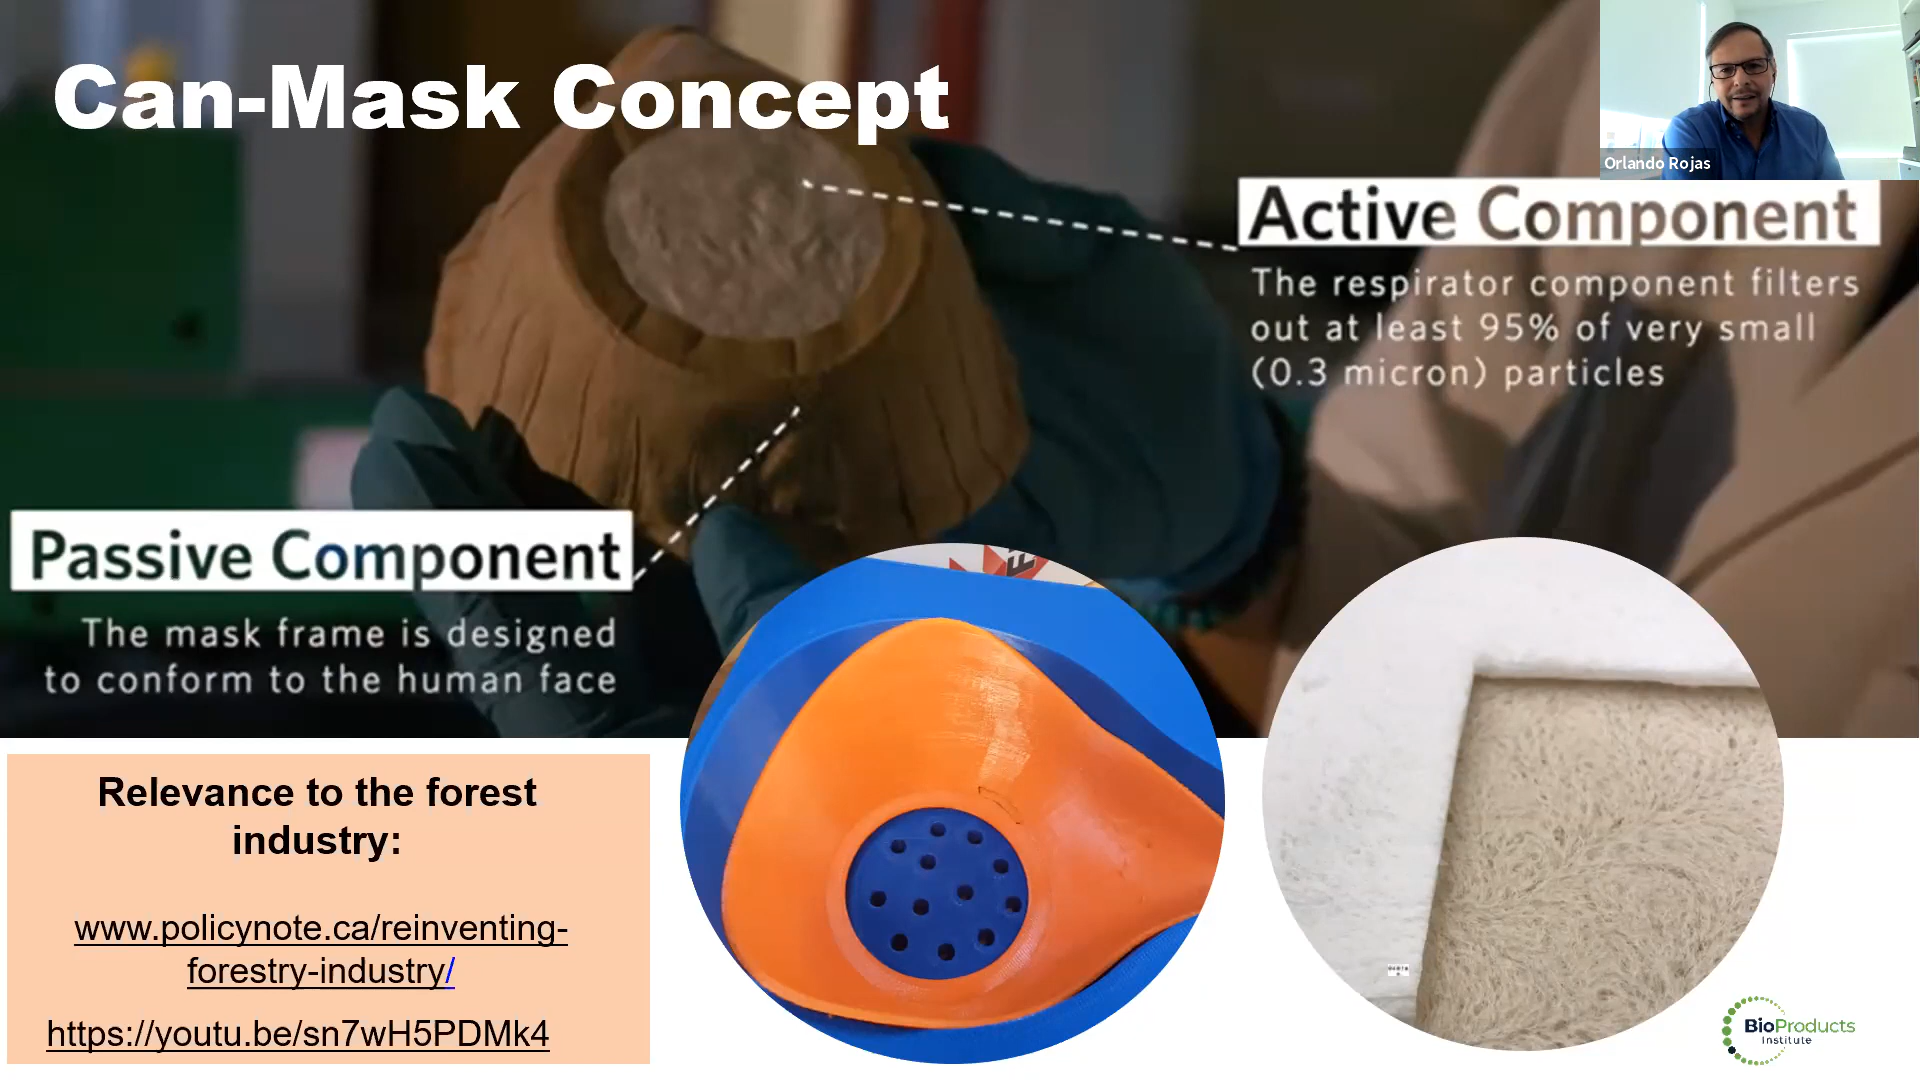 Can-Mask Concept
Orlando Rojas
Active Component
The respirator component filters
out at least 95% of very small
(0.3 micron) particles
Passive Component
The mask frame is designed
to conform to the human face
Relevance to the forest
industry:
www.policynote.ca/reinventing-
forestry-industry/
https://youtu.be/sn7wH5PDMk4
BioProducts
Institute